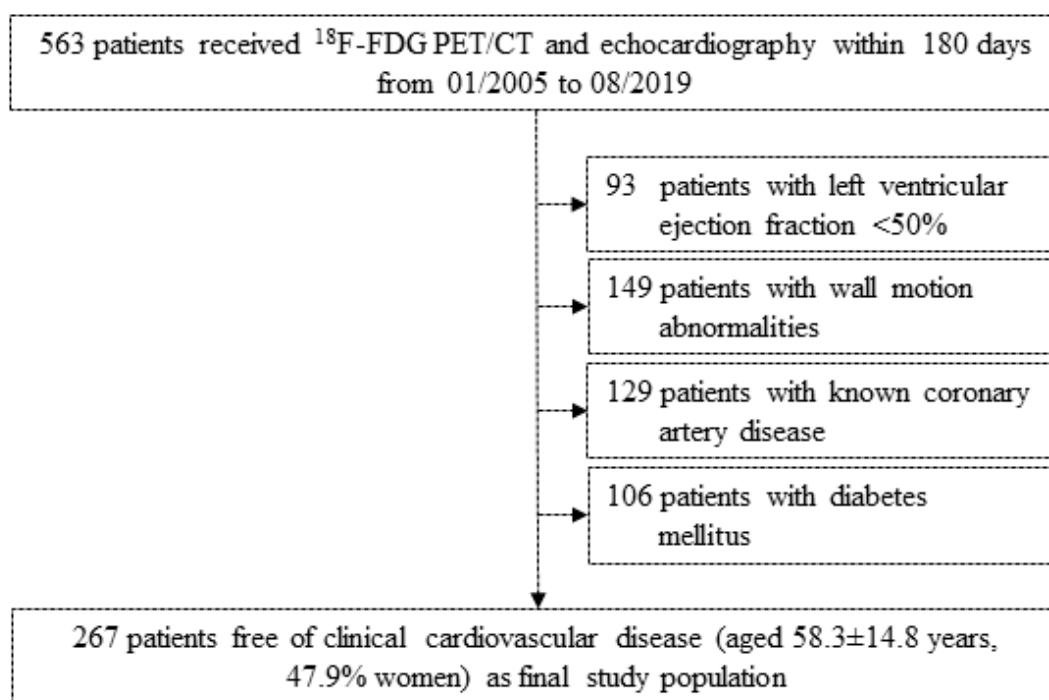 563 patients received ¹⁸F-FDG PET/CT and echocardiography within 180 days
from 01/2005 to 08/2019
93 patients with left ventricular
ejection fraction <50%
149 patients with wall motion
abnormalities
129 patients with known coronary
artery disease
106 patients with diabetes
mellitus
267 patients free of clinical cardiovascular disease (aged 58.3±14.8 years,
47.9% women) as final study population